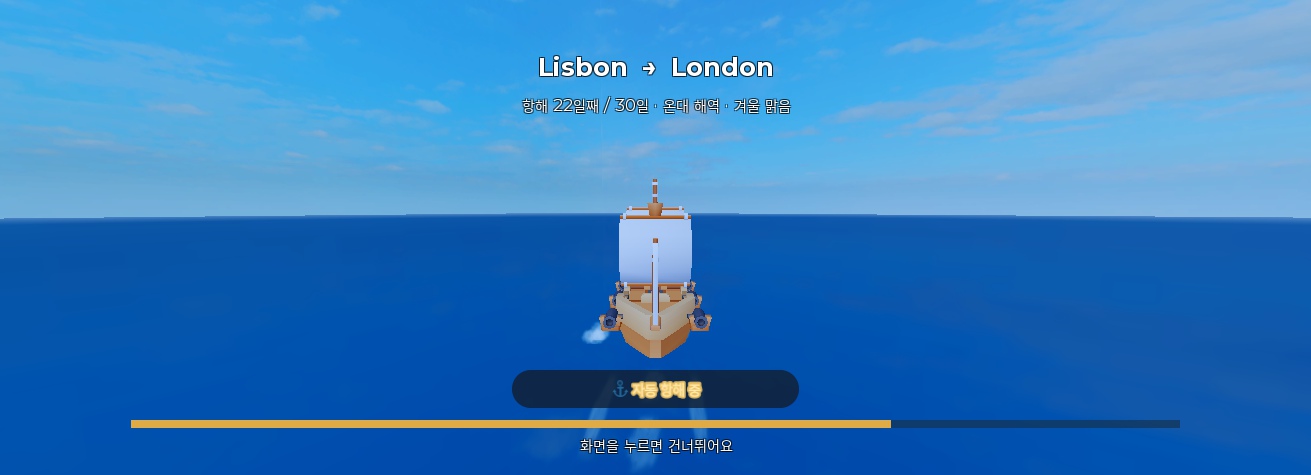 Lisbon → London
항해 22일째 / 30일 · 온대 해역 · 겨울 맑음
⚓ 자동 항해 중
화면을 누르면 건너뛰어요